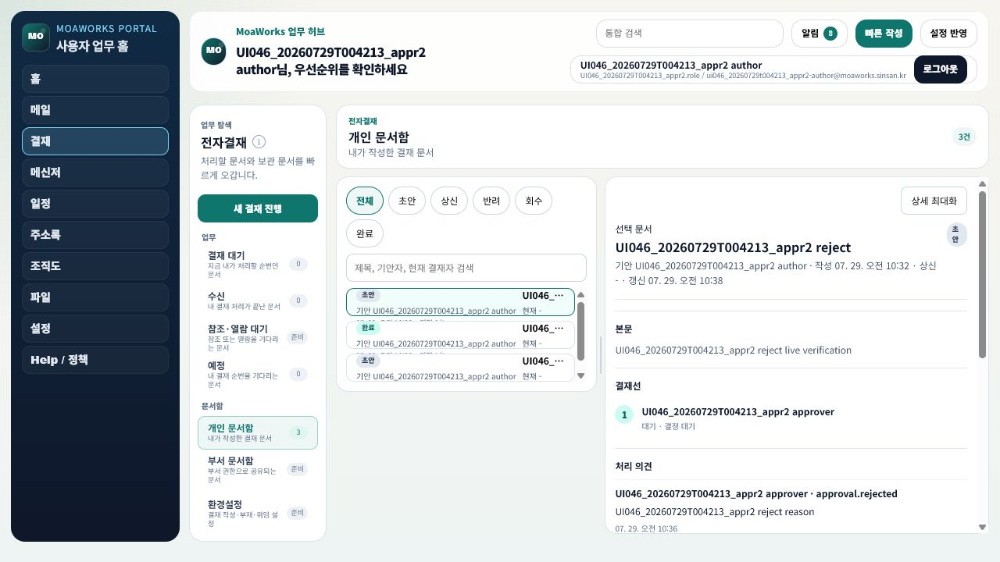 MO
MOAWORKS PORTAL
사용자 업무 홈
홈
메일
결재
메신저
일정
주소록
조직도
파일
설정
Help / 정책
MO
MoaWorks 업무 허브
UI046_20260729T004213_appr2
author님, 우선순위를 확인하세요
통합 검색
알림 8
빠른 작성
설정 반영
UI046_20260729T004213_appr2 author
UI046_20260729T004213_appr2.role / ui046_20260729t004213_appr2-author@moaworks.sinsan.kr
로그아웃
업무 탐색
전자결재 i
처리할 문서와 보관 문서를 빠
르게 오갑니다.
새 결재 진행
업무
결재 대기
지금 내가 처리할 순번인
문서
0
수신
내 결재 처리가 끝난 문서
0
참조·열람 대기
참조 또는 열람을 기다리
는 문서
준비
예정
내 결재 순번을 기다리는
문서
0
문서함
개인 문서함
내가 작성한 결재 문서
3
부서 문서함
부서 권한으로 공유되는
문서
준비
환경설정
결재 작성·부재·위임 설
정
준비
전자결재
개인 문서함
내가 작성한 결재 문서
3건
전체
초안
상신
반려
회수
완료
제목, 기안자, 현재 결재자 검색
초안 UI046_…
기안 UI046_20260729T004213_appr2 author 현재 -
완료 UI046_…
기안 UI046_20260729T004213_appr2 author 현재 -
초안 UI046_…
기안 UI046_20260729T004213_appr2 author 현재 -
상세 최대화
선택 문서
초
안
UI046_20260729T004213_appr2 reject
기안 UI046_20260729T004213_appr2 author · 작성 07. 29. 오전 10:32 · 상신
- · 갱신 07. 29. 오전 10:38
본문
UI046_20260729T004213_appr2 reject live verification
결재선
1
UI046_20260729T004213_appr2 approver
대기 · 결정 대기
처리 의견
UI046_20260729T004213_appr2 approver · approval.rejected
UI046_20260729T004213_appr2 reject reason
07. 29. 오전 10:36